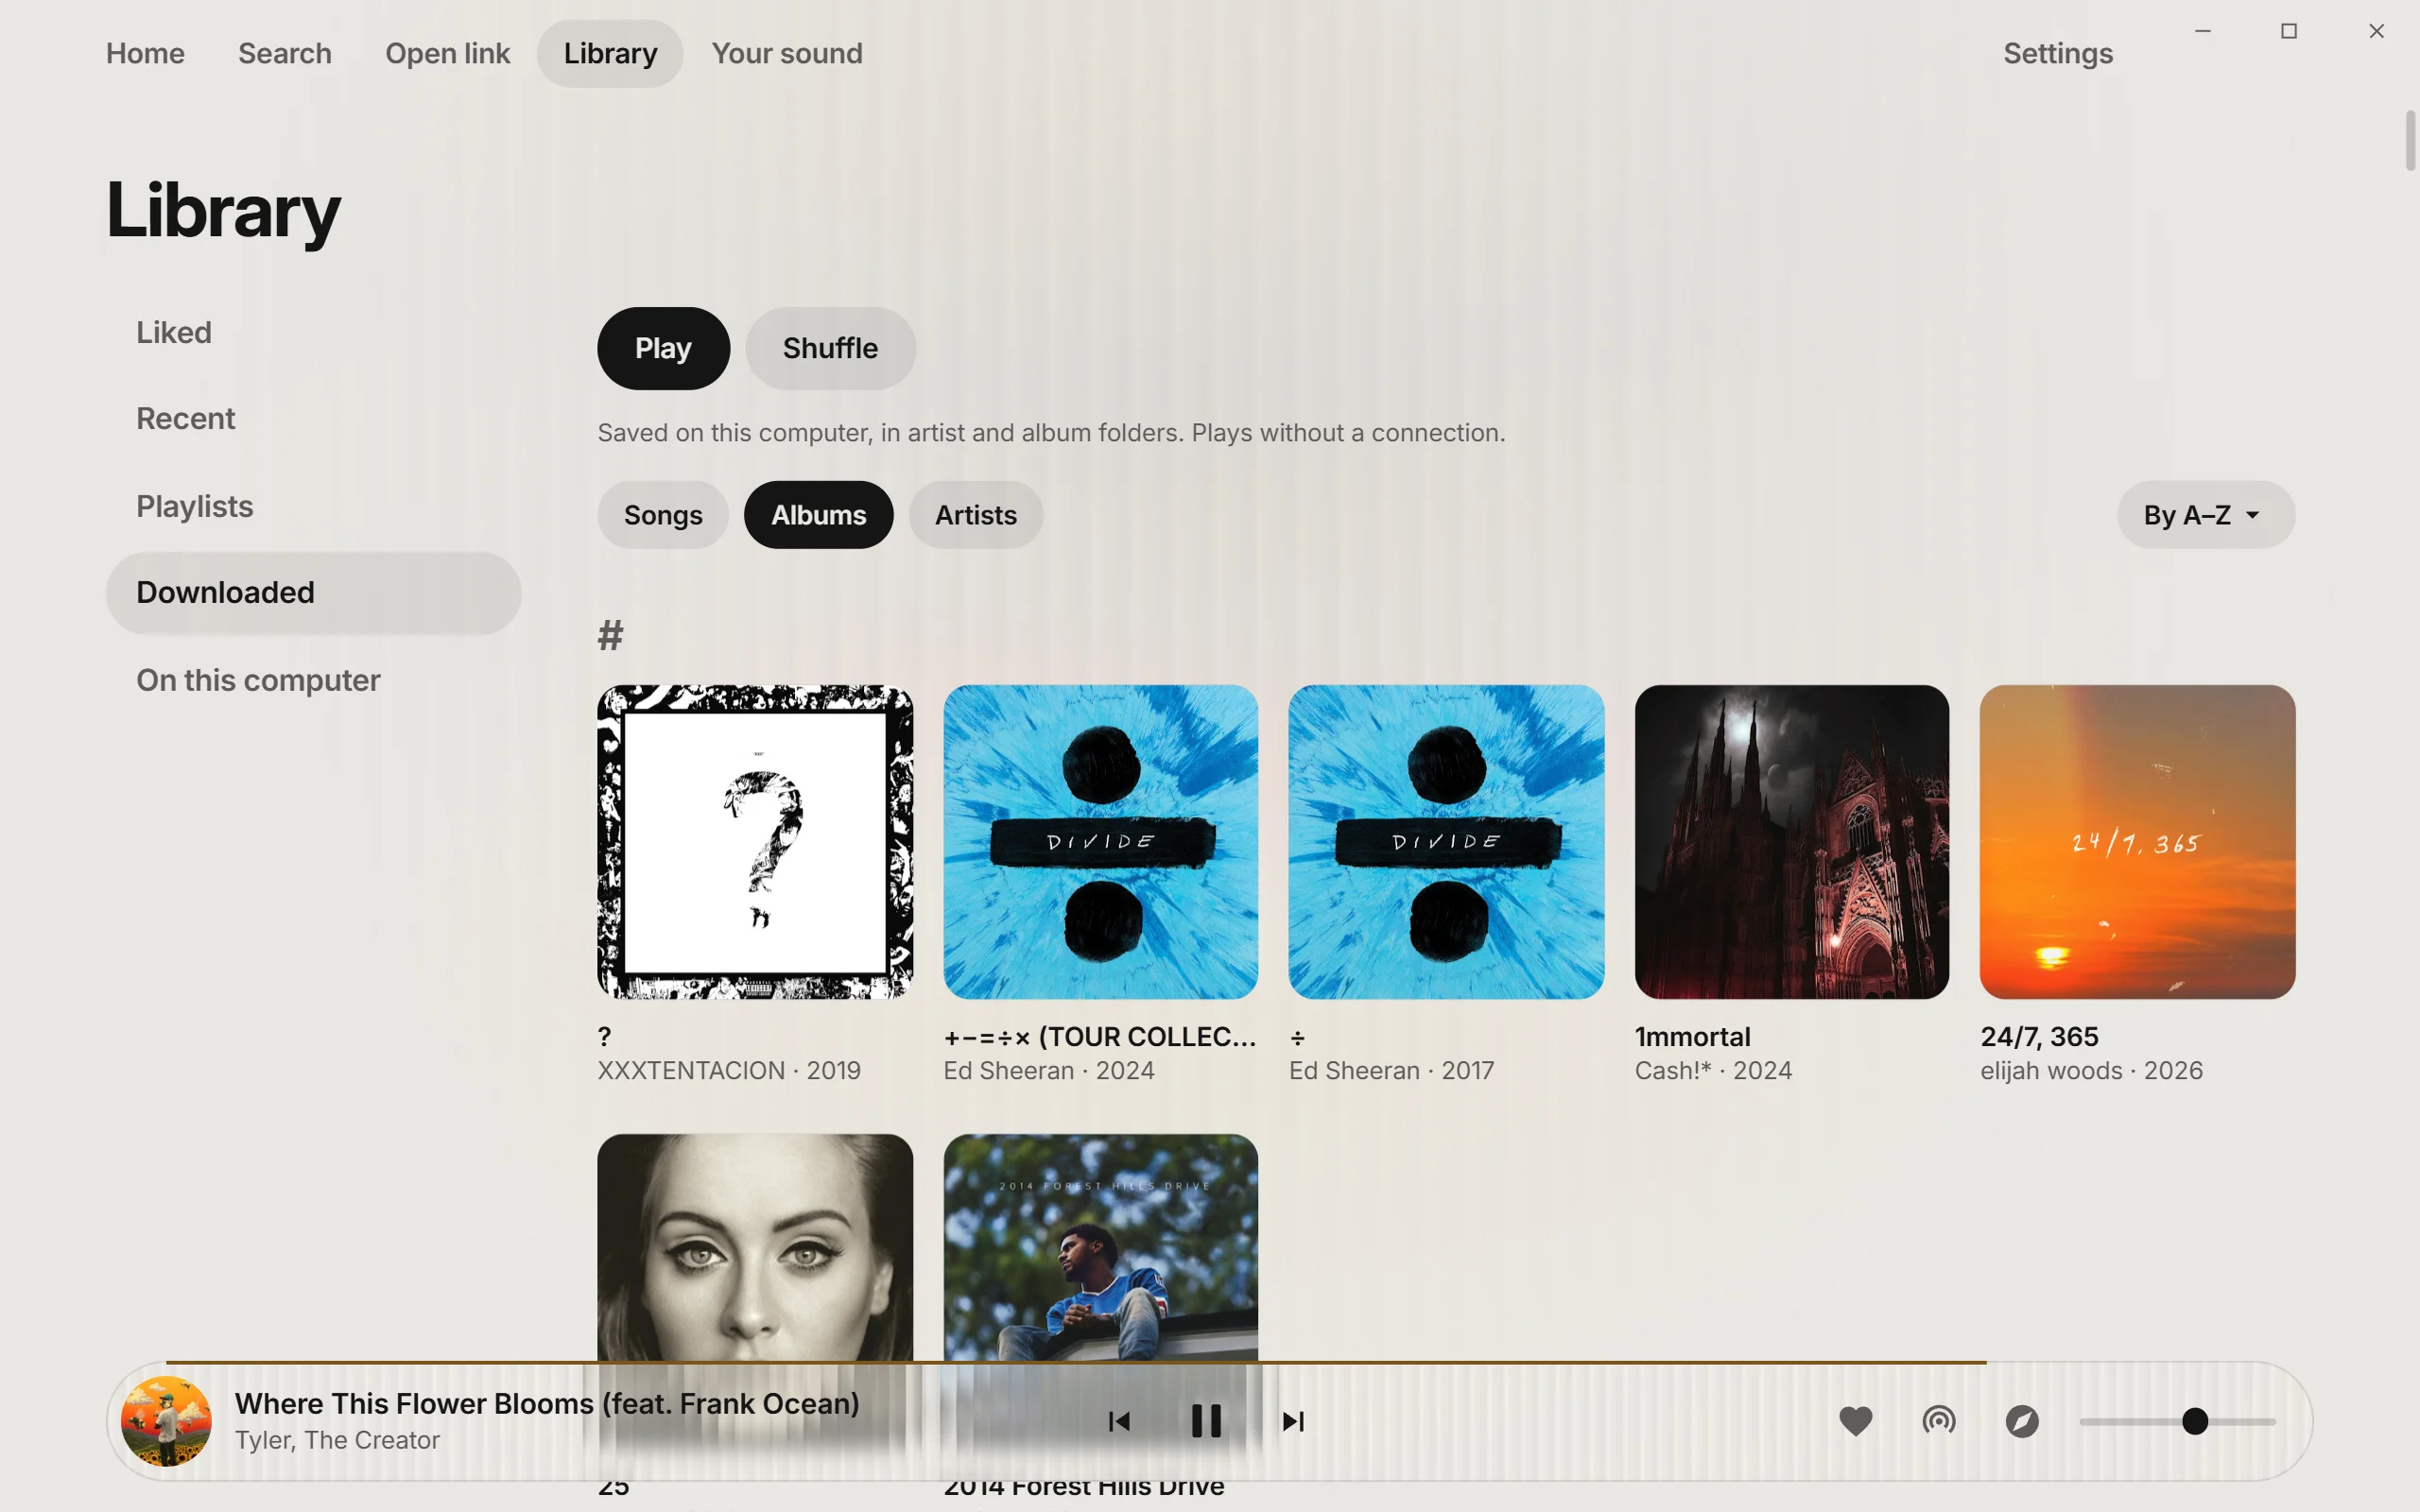 Home Search Open link Library Your sound Settings
Library
Liked
Recent
Playlists
Downloaded
On this computer
Play Shuffle
Saved on this computer, in artist and album folders. Plays without a connection.
Songs Albums Artists By A–Z
#
DIVIDE
DIVIDE
24/7, 365
?
XXXTENTACION · 2019
+−=÷× (TOUR COLLEC...
Ed Sheeran · 2024
÷
Ed Sheeran · 2017
1mmortal
Cash!* · 2024
24/7, 365
elijah woods · 2026
2014 FOREST HILLS DRIVE
Where This Flower Blooms (feat. Frank Ocean)
Tyler, The Creator
25
2014 Forest Hills Drive